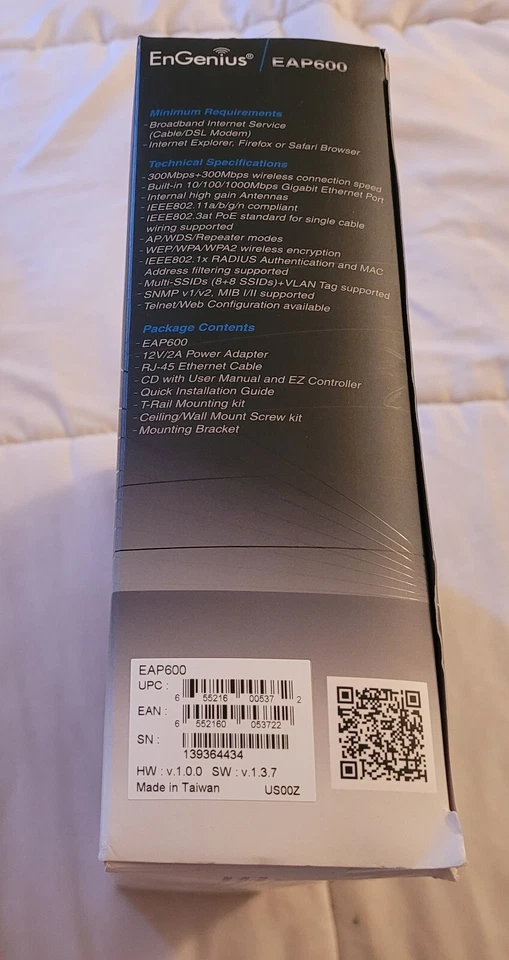 EnGenius® / EAP600
Minimum Requirements
- Broadband Internet Service
(Cable/DSL Modem)
- Internet Explorer, Firefox or Safari Browser
Technical Specifications
- 300Mbps+300Mbps wireless connection speed
- Built-in 10/100/1000Mbps Gigabit Ethernet Port
- Internal high gain Antennas
- IEEE802.11a/b/g/n compliant
- IEEE802.3at PoE standard for single cable
wiring supported
- AP/WDS/Repeater modes
- WEP/WPA/WPA2 wireless encryption
- IEEE802.1x RADIUS Authentication and MAC
Address filtering supported
- Multi-SSIDs (8+8 SSIDs)+VLAN Tag supported
- SNMP v1/v2, MIB I/II supported
- Telnet/Web Configuration available
Package Contents
- EAP600
- 12V/2A Power Adapter
- RJ-45 Ethernet Cable
- CD with User Manual and EZ Controller
- Quick Installation Guide
- T-Rail Mounting kit
- Ceiling/Wall Mount Screw kit
- Mounting Bracket
EAP600
UPC :
6 55216 00537 2
EAN :
6 552160 053722
SN :
139364434
HW : v.1.0.0 SW : v.1.3.7
Made in Taiwan US00Z